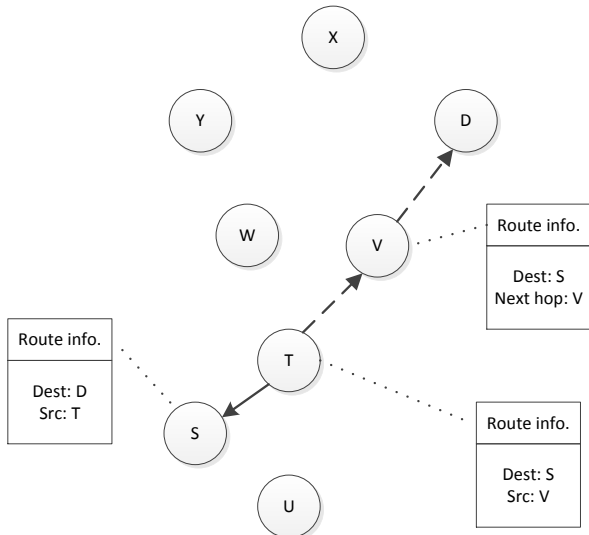 X
Y
D
W
V
Route info.
Dest: S
Next hop: V
Route info.
Dest: D
Src: T
T
S
Route info.
Dest: S
Src: V
U